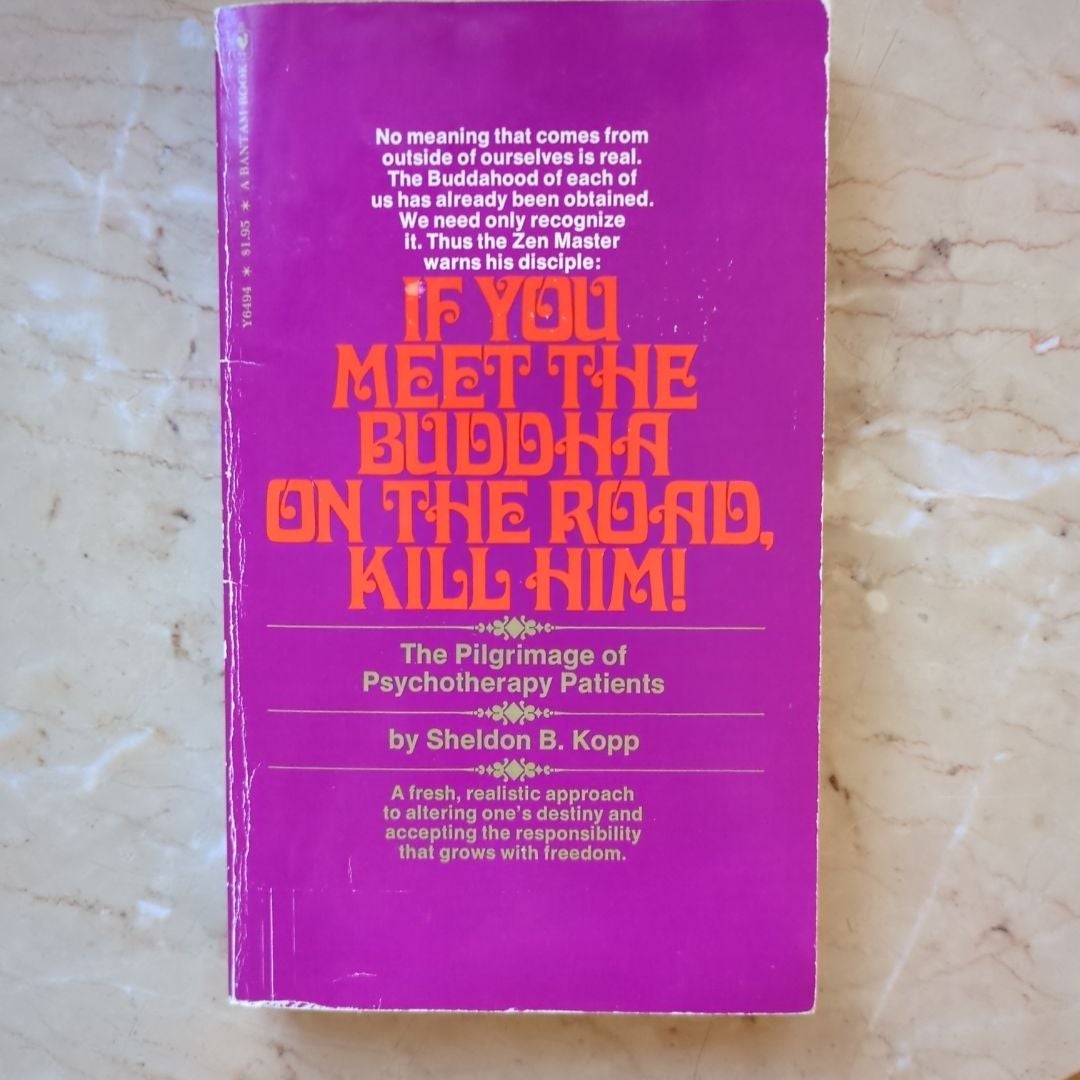 Y6494 * $1.95 * A BANTAM BOOK
No meaning that comes from
outside of ourselves is real.
The Buddahood of each of
us has already been obtained.
We need only recognize
it. Thus the Zen Master
warns his disciple:
IF YOU
MEET THE
BUDDHA
ON THE ROAD,
KILL HIM!
The Pilgrimage of
Psychotherapy Patients
by Sheldon B. Kopp
A fresh, realistic approach
to altering one's destiny and
accepting the responsibility
that grows with freedom.